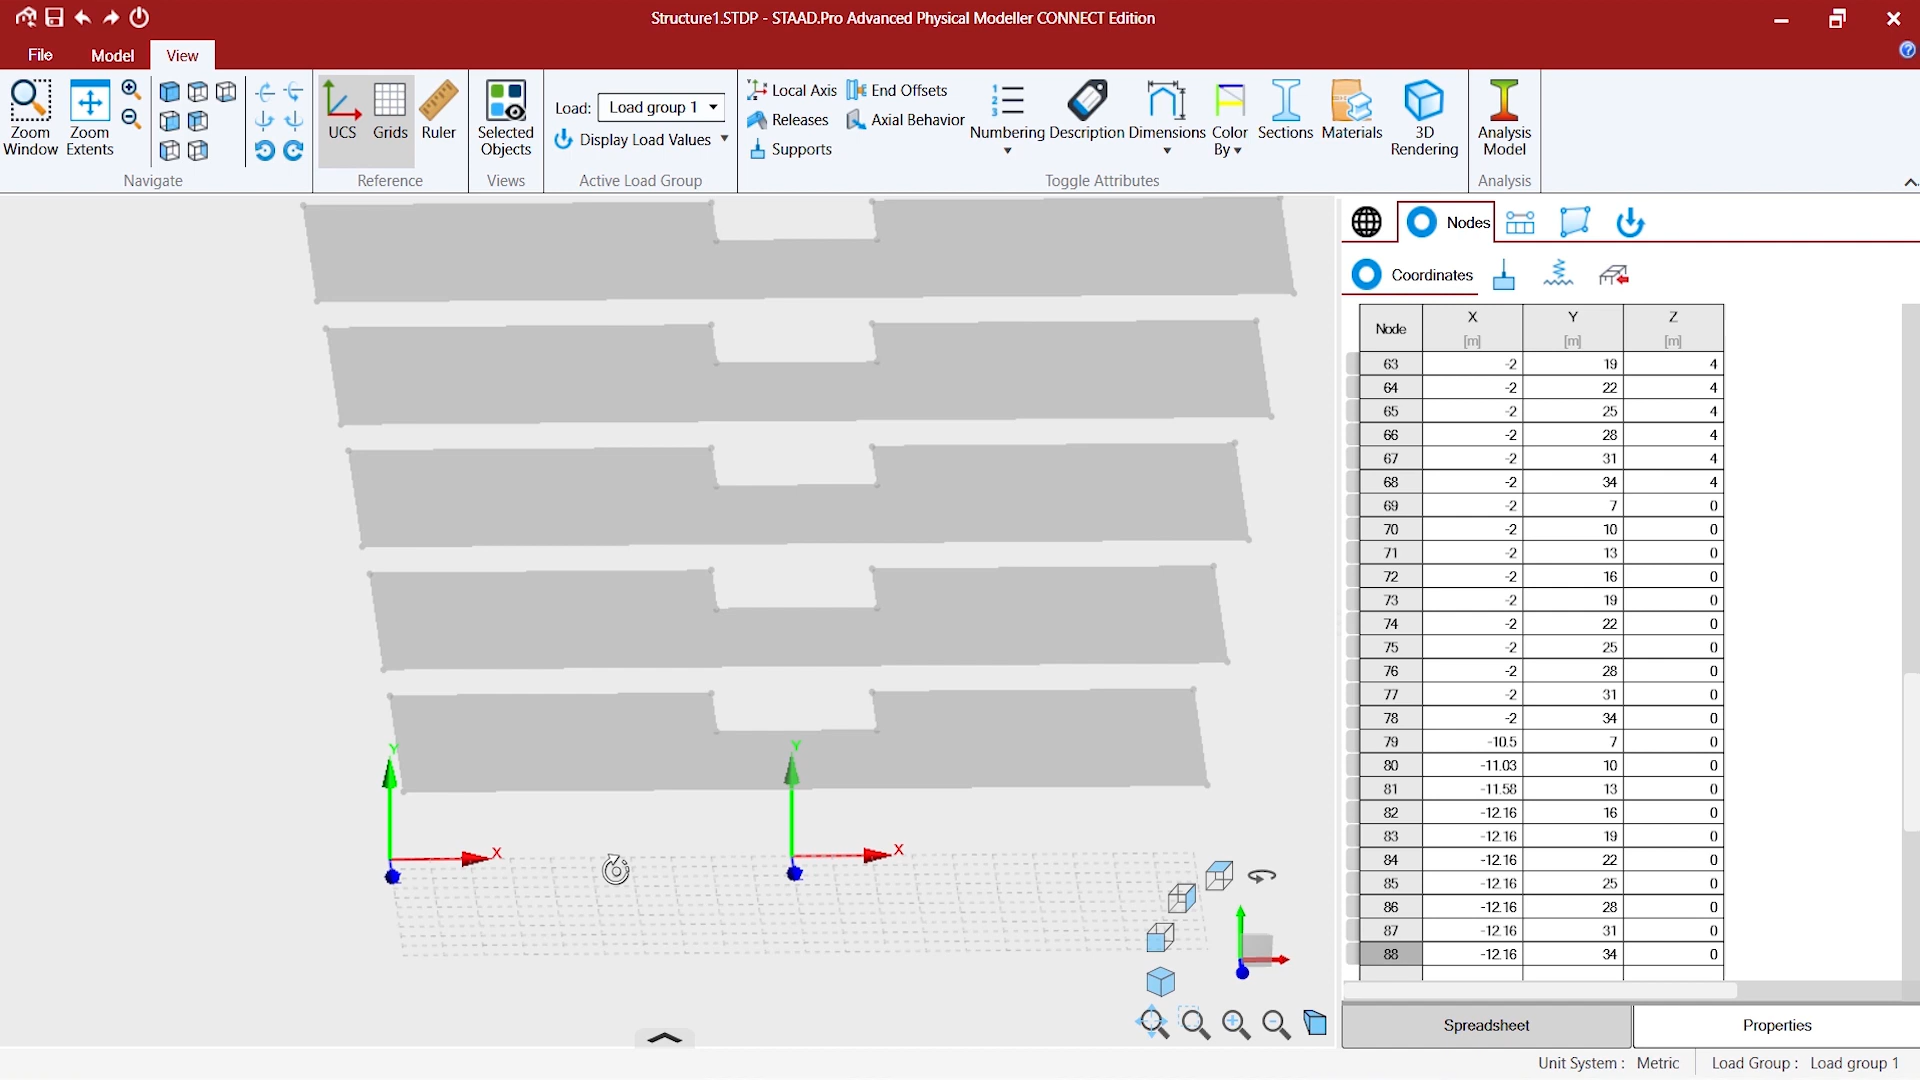 Structure1.STDP - STAAD.Pro Advanced Physical Modeller CONNECT Edition
File Model View
Zoom Window
Zoom Extents
Navigate
UCS Grids Ruler
Reference
Selected Objects
Views
Load: Load group 1
Display Load Values
Active Load Group
Local Axis End Offsets
Releases Axial Behavior
Supports
Numbering Description Dimensions Color By Sections Materials 3D Rendering
Toggle Attributes
Analysis Model
Analysis
Nodes
Coordinates
Node X Y Z
[m] [m] [m]
63 -2 19 4
64 -2 22 4
65 -2 25 4
66 -2 28 4
67 -2 31 4
68 -2 34 4
69 -2 7 0
70 -2 10 0
71 -2 13 0
72 -2 16 0
73 -2 19 0
74 -2 22 0
75 -2 25 0
76 -2 28 0
77 -2 31 0
78 -2 34 0
79 -10.5 7 0
80 -11.03 10 0
81 -11.58 13 0
82 -12.16 16 0
83 -12.16 19 0
84 -12.16 22 0
85 -12.16 25 0
86 -12.16 28 0
87 -12.16 31 0
88 -12.16 34 0
Y Y
X X
Spreadsheet Properties
Unit System : Metric Load Group : Load group 1